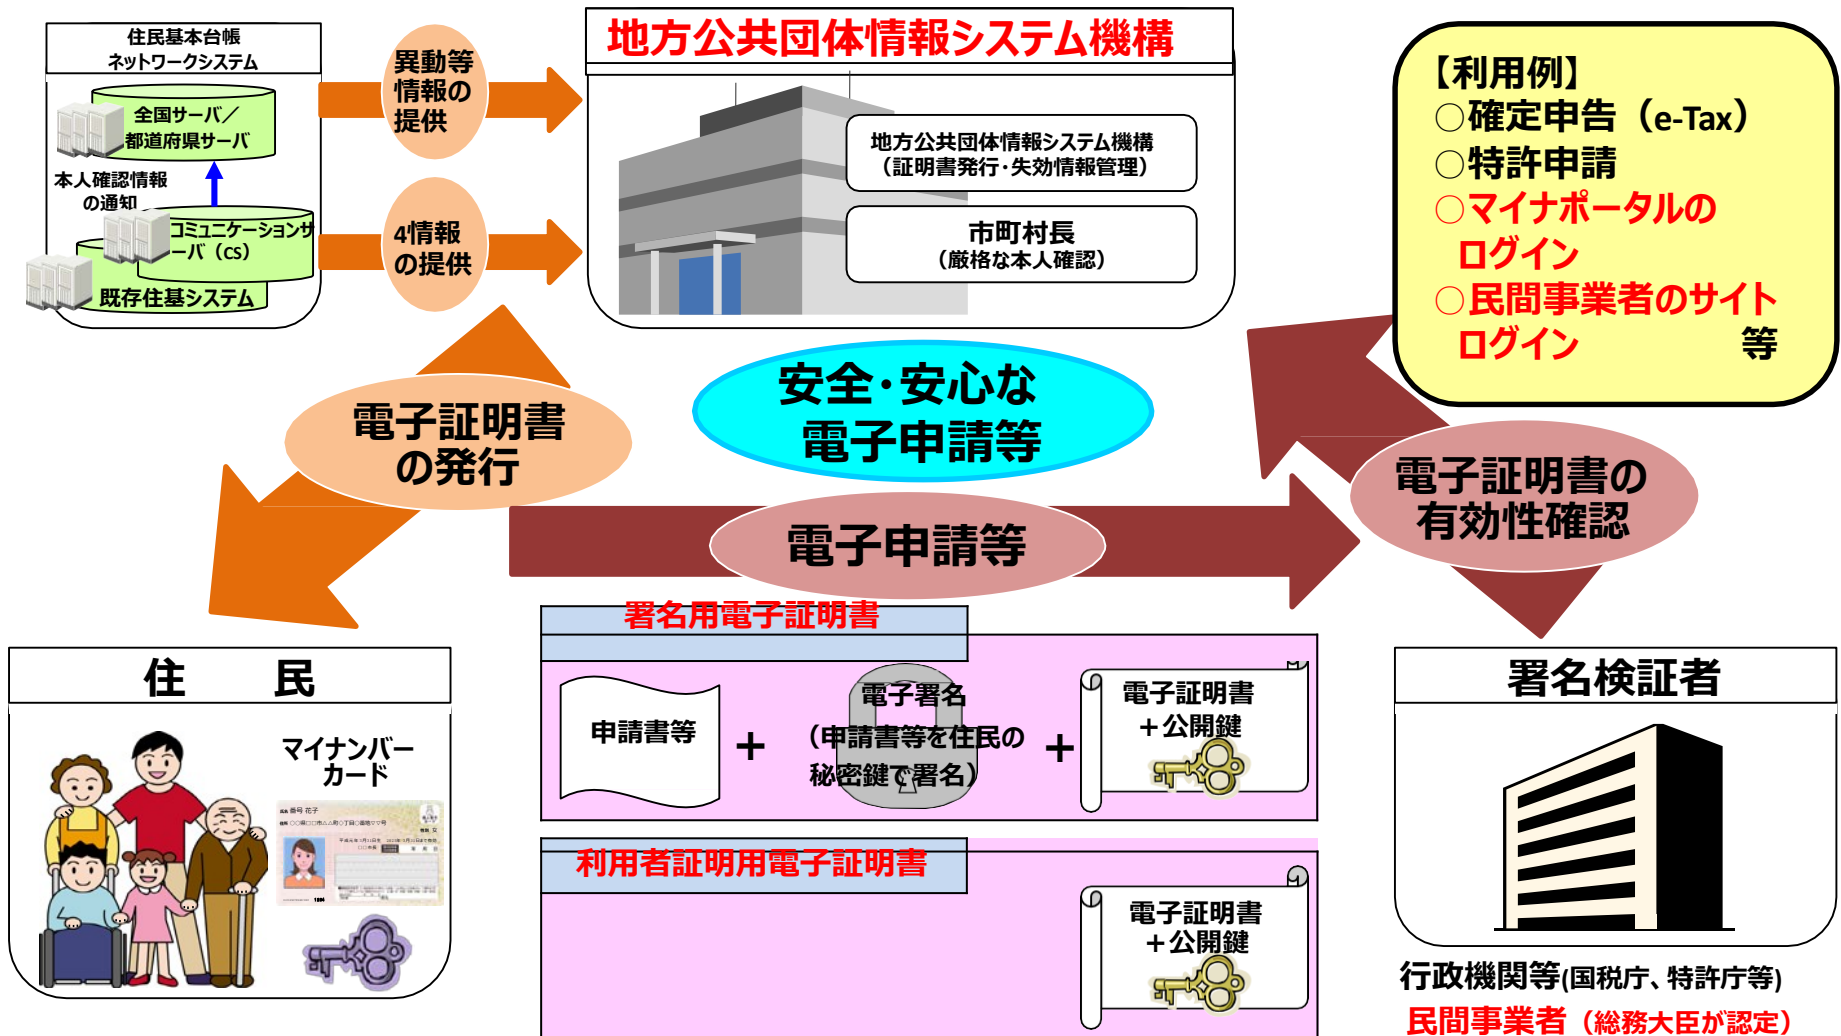 住民基本台帳
ネットワークシステム
全国サーバ／
都道府県サーバ
本人確認情報
の通知
コミュニケーションサ
ーバ（CS）
既存住基システム
異動等
情報の
提供
4情報
の提供
地方公共団体情報システム機構
地方公共団体情報システム機構
（証明書発行・失効情報管理）
市町村長
（厳格な本人確認）
【利用例】
○確定申告（e-Tax）
○特許申請
○マイナポータルの
ログイン
○民間事業者のサイト
ログイン　等
電子証明書
の発行
安全・安心な
電子申請等
電子申請等
電子証明書の
有効性確認
住　民
マイナンバー
カード
氏名 番号 花子
署名用電子証明書
申請書等
＋
電子署名
（申請書等を住民の
秘密鍵で署名）
＋
電子証明書
＋公開鍵
利用者証明用電子証明書
電子証明書
＋公開鍵
署名検証者
行政機関等(国税庁、特許庁等)
民間事業者（総務大臣が認定）